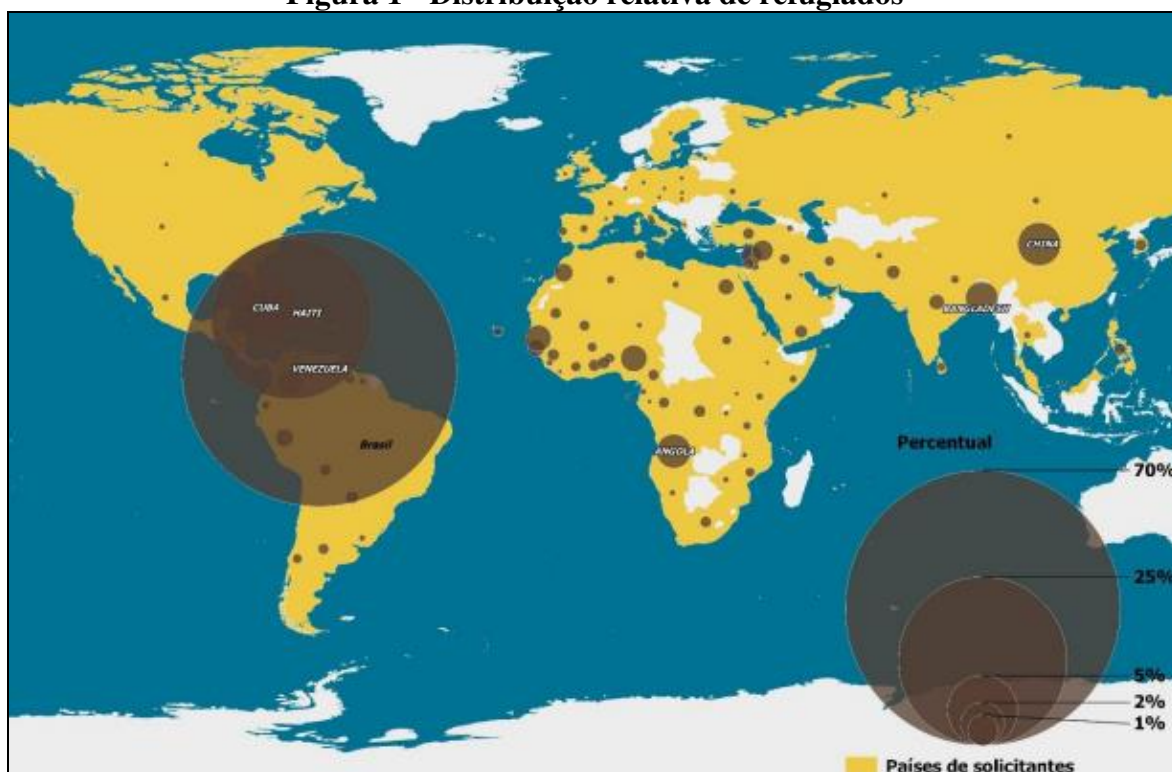 Figura 1 - Distribuição relativa de refugiados
CHINA
CUBA
HAITI
BANGLADESH
VENEZUELA
Brasil
ANGOLA
Percentual
70%
25%
5%
2%
1%
Países de solicitantes